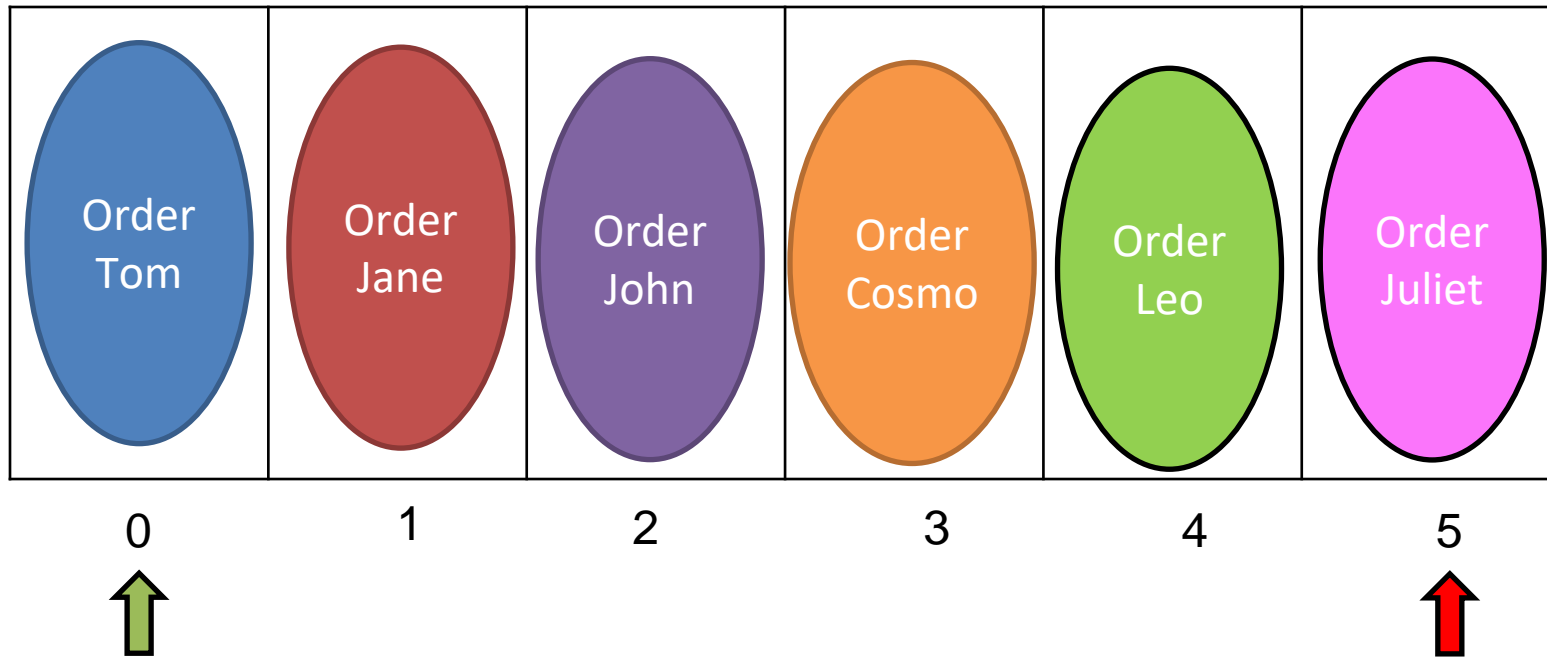 Order
Tom
Order
Jane
Order
John
Order
Cosmo
Order
Leo
Order
Juliet
0
1
2
3
4
5